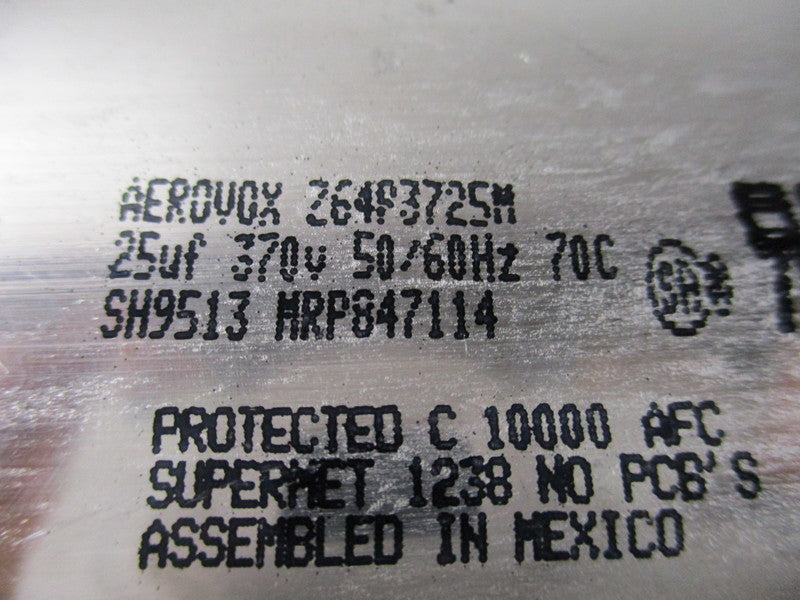 AEROVOX Z64P3725M
25uf 370v 50/60Hz 70C
SH9513 MRP847114
PROTECTED C 10000 AFC
SUPERMET 1238 NO PCB'S
ASSEMBLED IN MEXICO